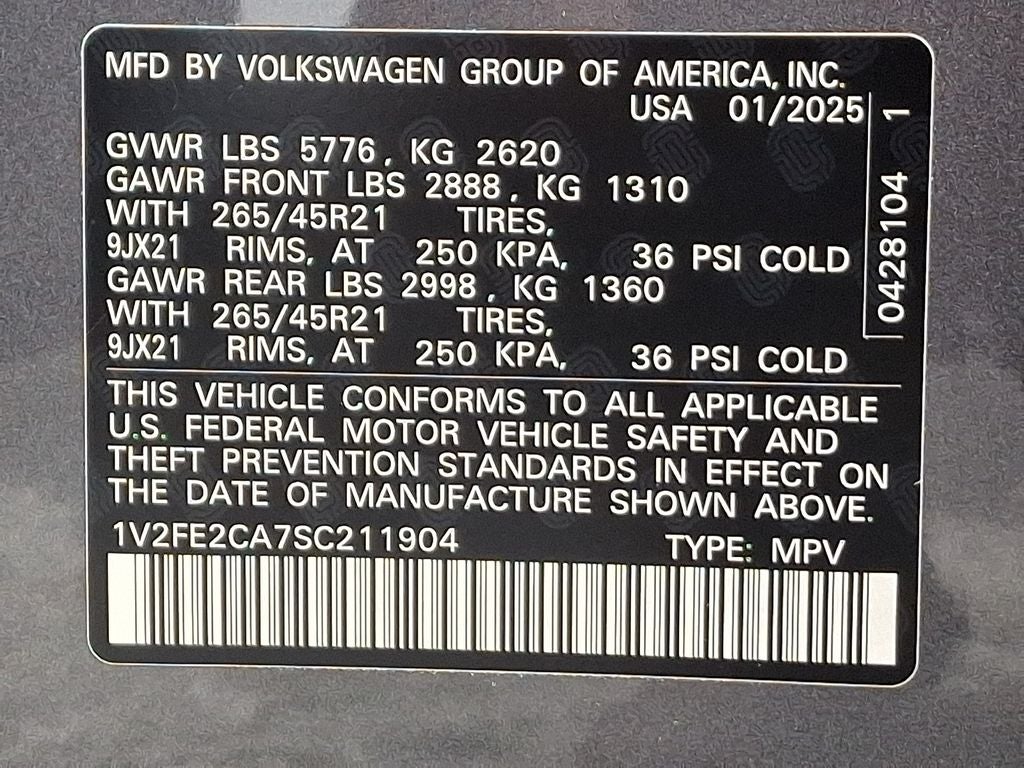 MFD BY VOLKSWAGEN GROUP OF AMERICA, INC.
USA 01/2025
GVWR LBS 5776, KG 2620
GAWR FRONT LBS 2888, KG 1310
WITH 265/45R21 TIRES,
9JX21 RIMS, AT 250 KPA, 36 PSI COLD
GAWR REAR LBS 2998, KG 1360
WITH 265/45R21 TIRES,
9JX21 RIMS, AT 250 KPA, 36 PSI COLD
0428104 1
THIS VEHICLE CONFORMS TO ALL APPLICABLE
U.S. FEDERAL MOTOR VEHICLE SAFETY AND
THEFT PREVENTION STANDARDS IN EFFECT ON
THE DATE OF MANUFACTURE SHOWN ABOVE.
1V2FE2CA7SC211904 TYPE: MPV